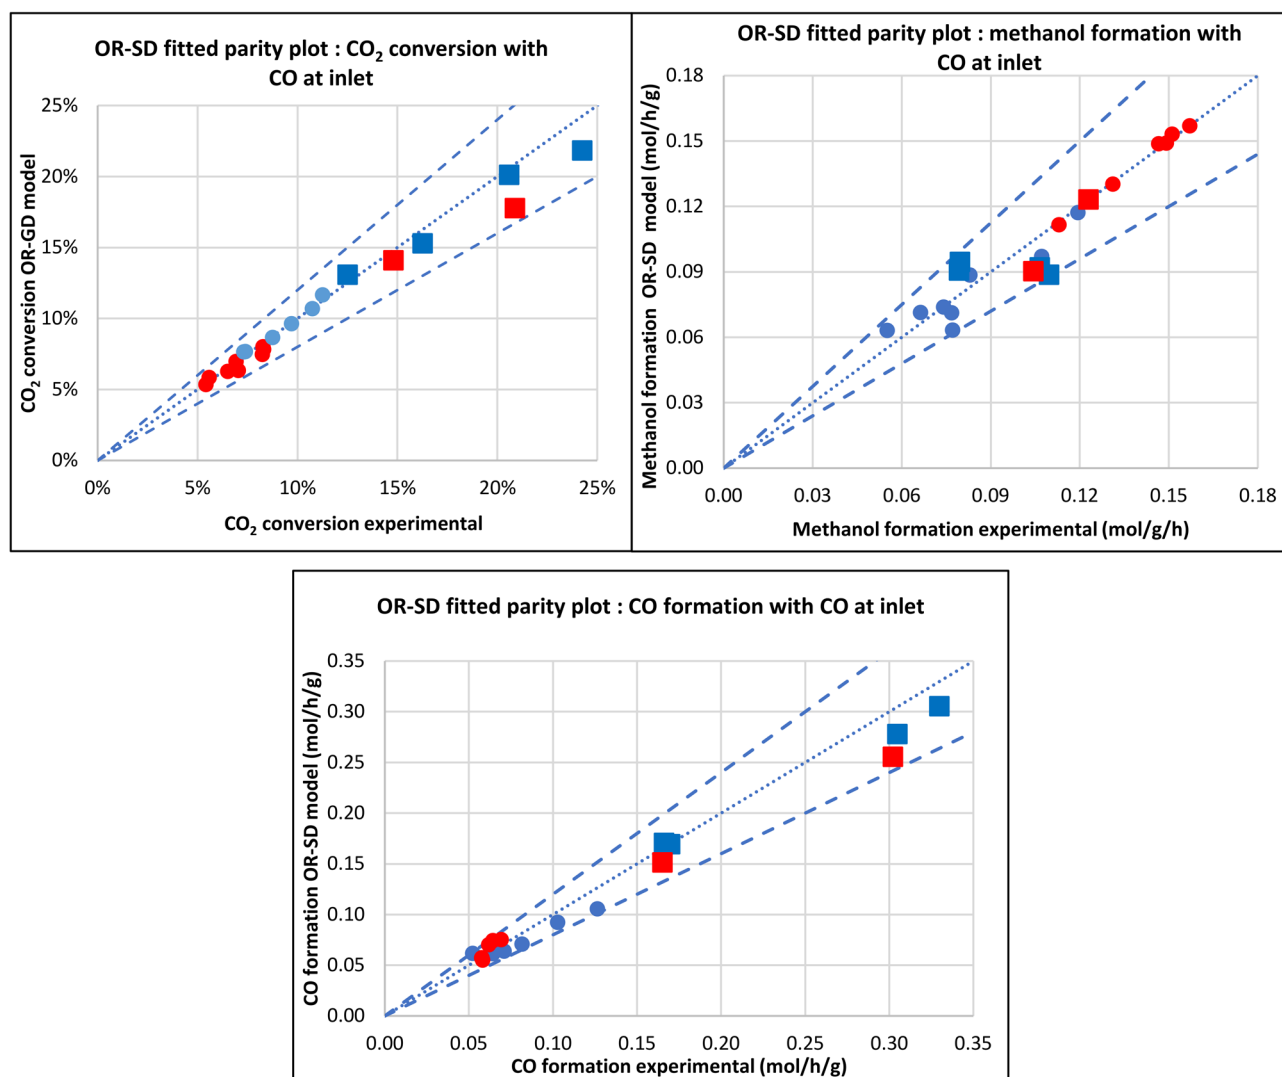 OR-SD fitted parity plot : CO₂ conversion with
CO at inlet
25%
20%
15%
10%
5%
0%
CO₂ conversion OR-GD model
0% 5% 10% 15% 20% 25%
CO₂ conversion experimental
OR-SD fitted parity plot : methanol formation with
CO at inlet
0.18
0.15
0.12
0.09
0.06
0.03
0.00
Methanol formation OR-SD model (mol/h/g)
0.00 0.03 0.06 0.09 0.12 0.15 0.18
Methanol formation experimental (mol/g/h)
OR-SD fitted parity plot : CO formation with CO at inlet
0.35
0.30
0.25
0.20
0.15
0.10
0.05
0.00
CO formation OR-SD model (mol/h/g)
0.00 0.05 0.10 0.15 0.20 0.25 0.30 0.35
CO formation experimental (mol/h/g)